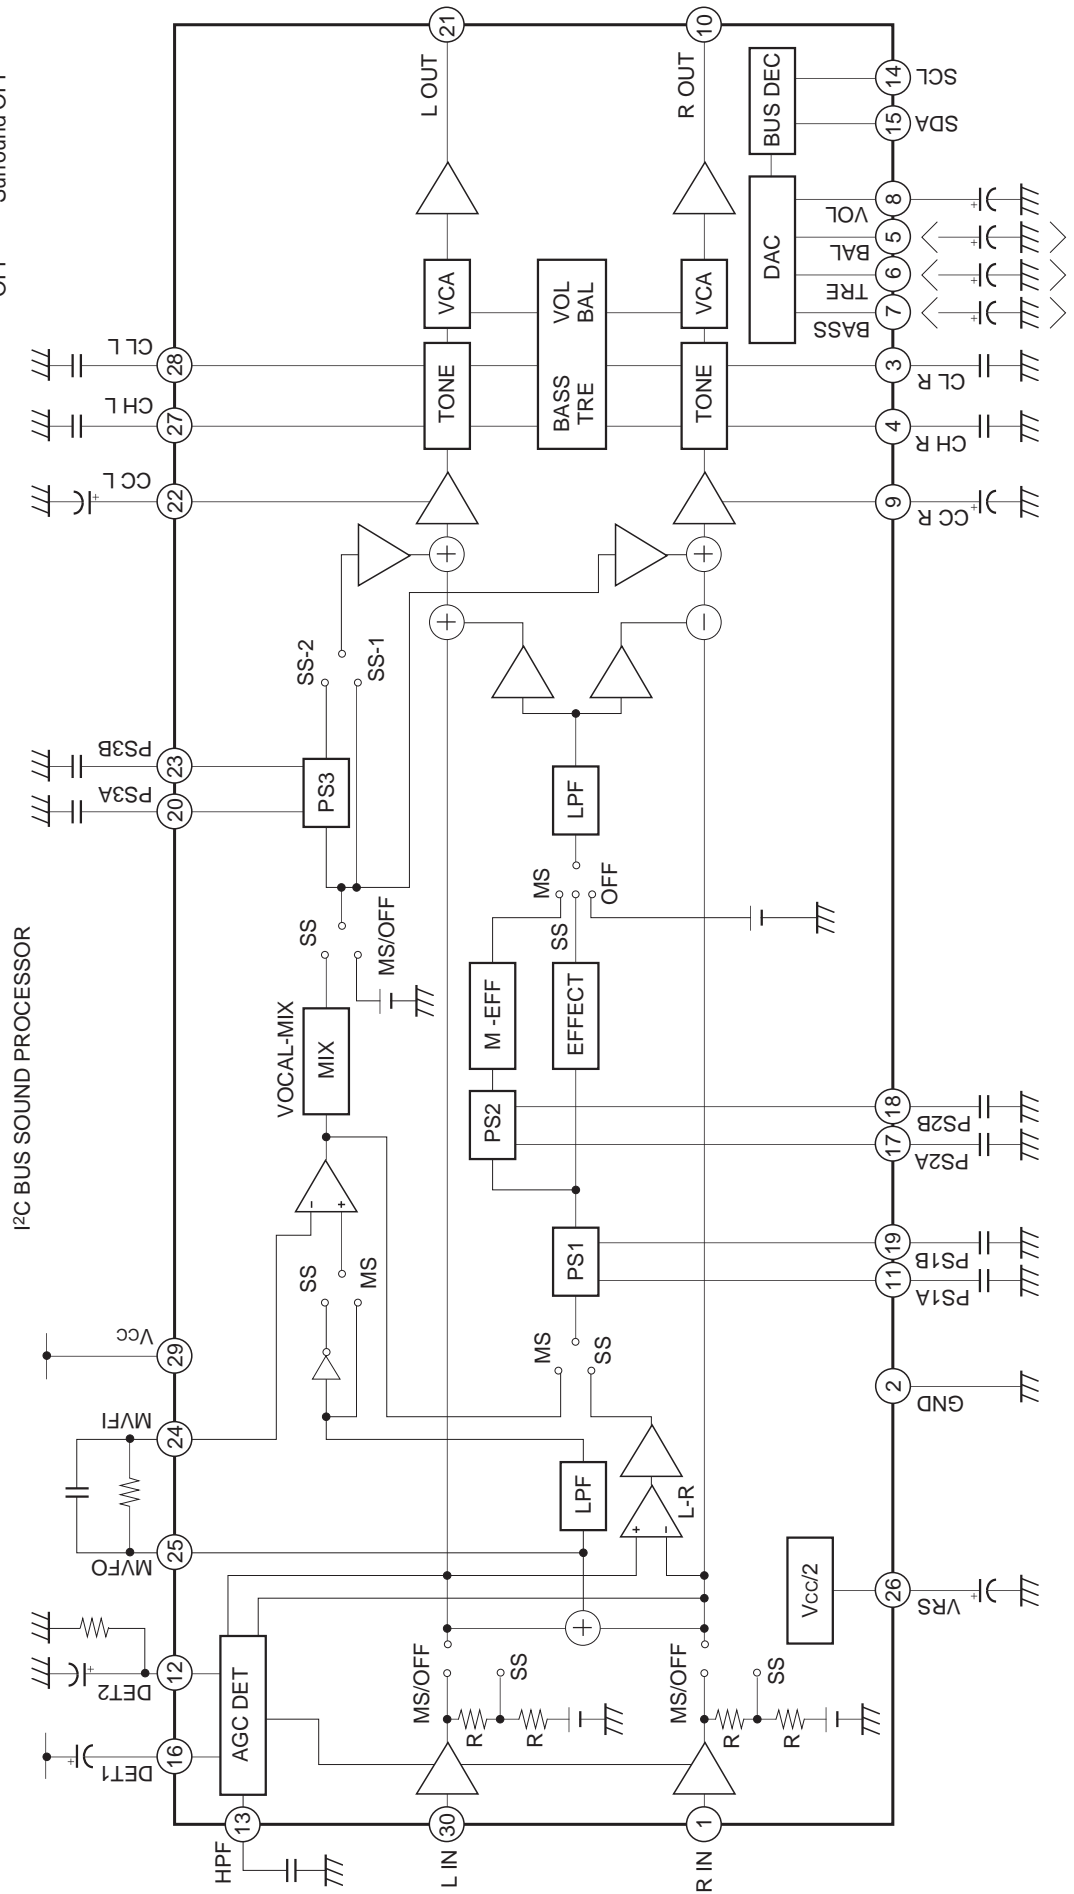 I²C BUS SOUND PROCESSOR
OFF
Surround OFF
21
10
L OUT
R OUT
BUS DEC
14
SCL
15
SDA
DAC
8
VOL
5
BAL
6
TRE
7
BASS
VCA
VCA
VOL
BAL
BASS
TRE
TONE
TONE
28
CL L
27
CH L
22
CC L
3
CL R
4
CH R
9
CC R
+
+
+
−
SS-2
SS-1
23
PS3B
20
PS3A
PS3
LPF
MS
SS
OFF
SS
MS/OFF
VOCAL-MIX
MIX
M -EFF
EFFECT
PS2
18
PS2B
17
PS2A
19
PS1B
11
PS1A
PS1
−
+
SS
MS
MS
SS
29
VCC
24
MVFI
25
MVFO
2
GND
LPF
L-R
+
−
+
VCC/2
26
VRS
12
DET2
16
DET1
AGC DET
13
HPF
MS/OFF
SS
R
R
MS/OFF
SS
R
R
30
L IN
1
R IN